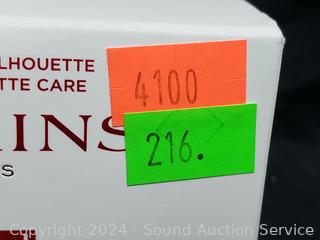 LHOUETTE
TTE CARE
4100
INS
216.
S
Copyright 2024 - Sound Auction Service